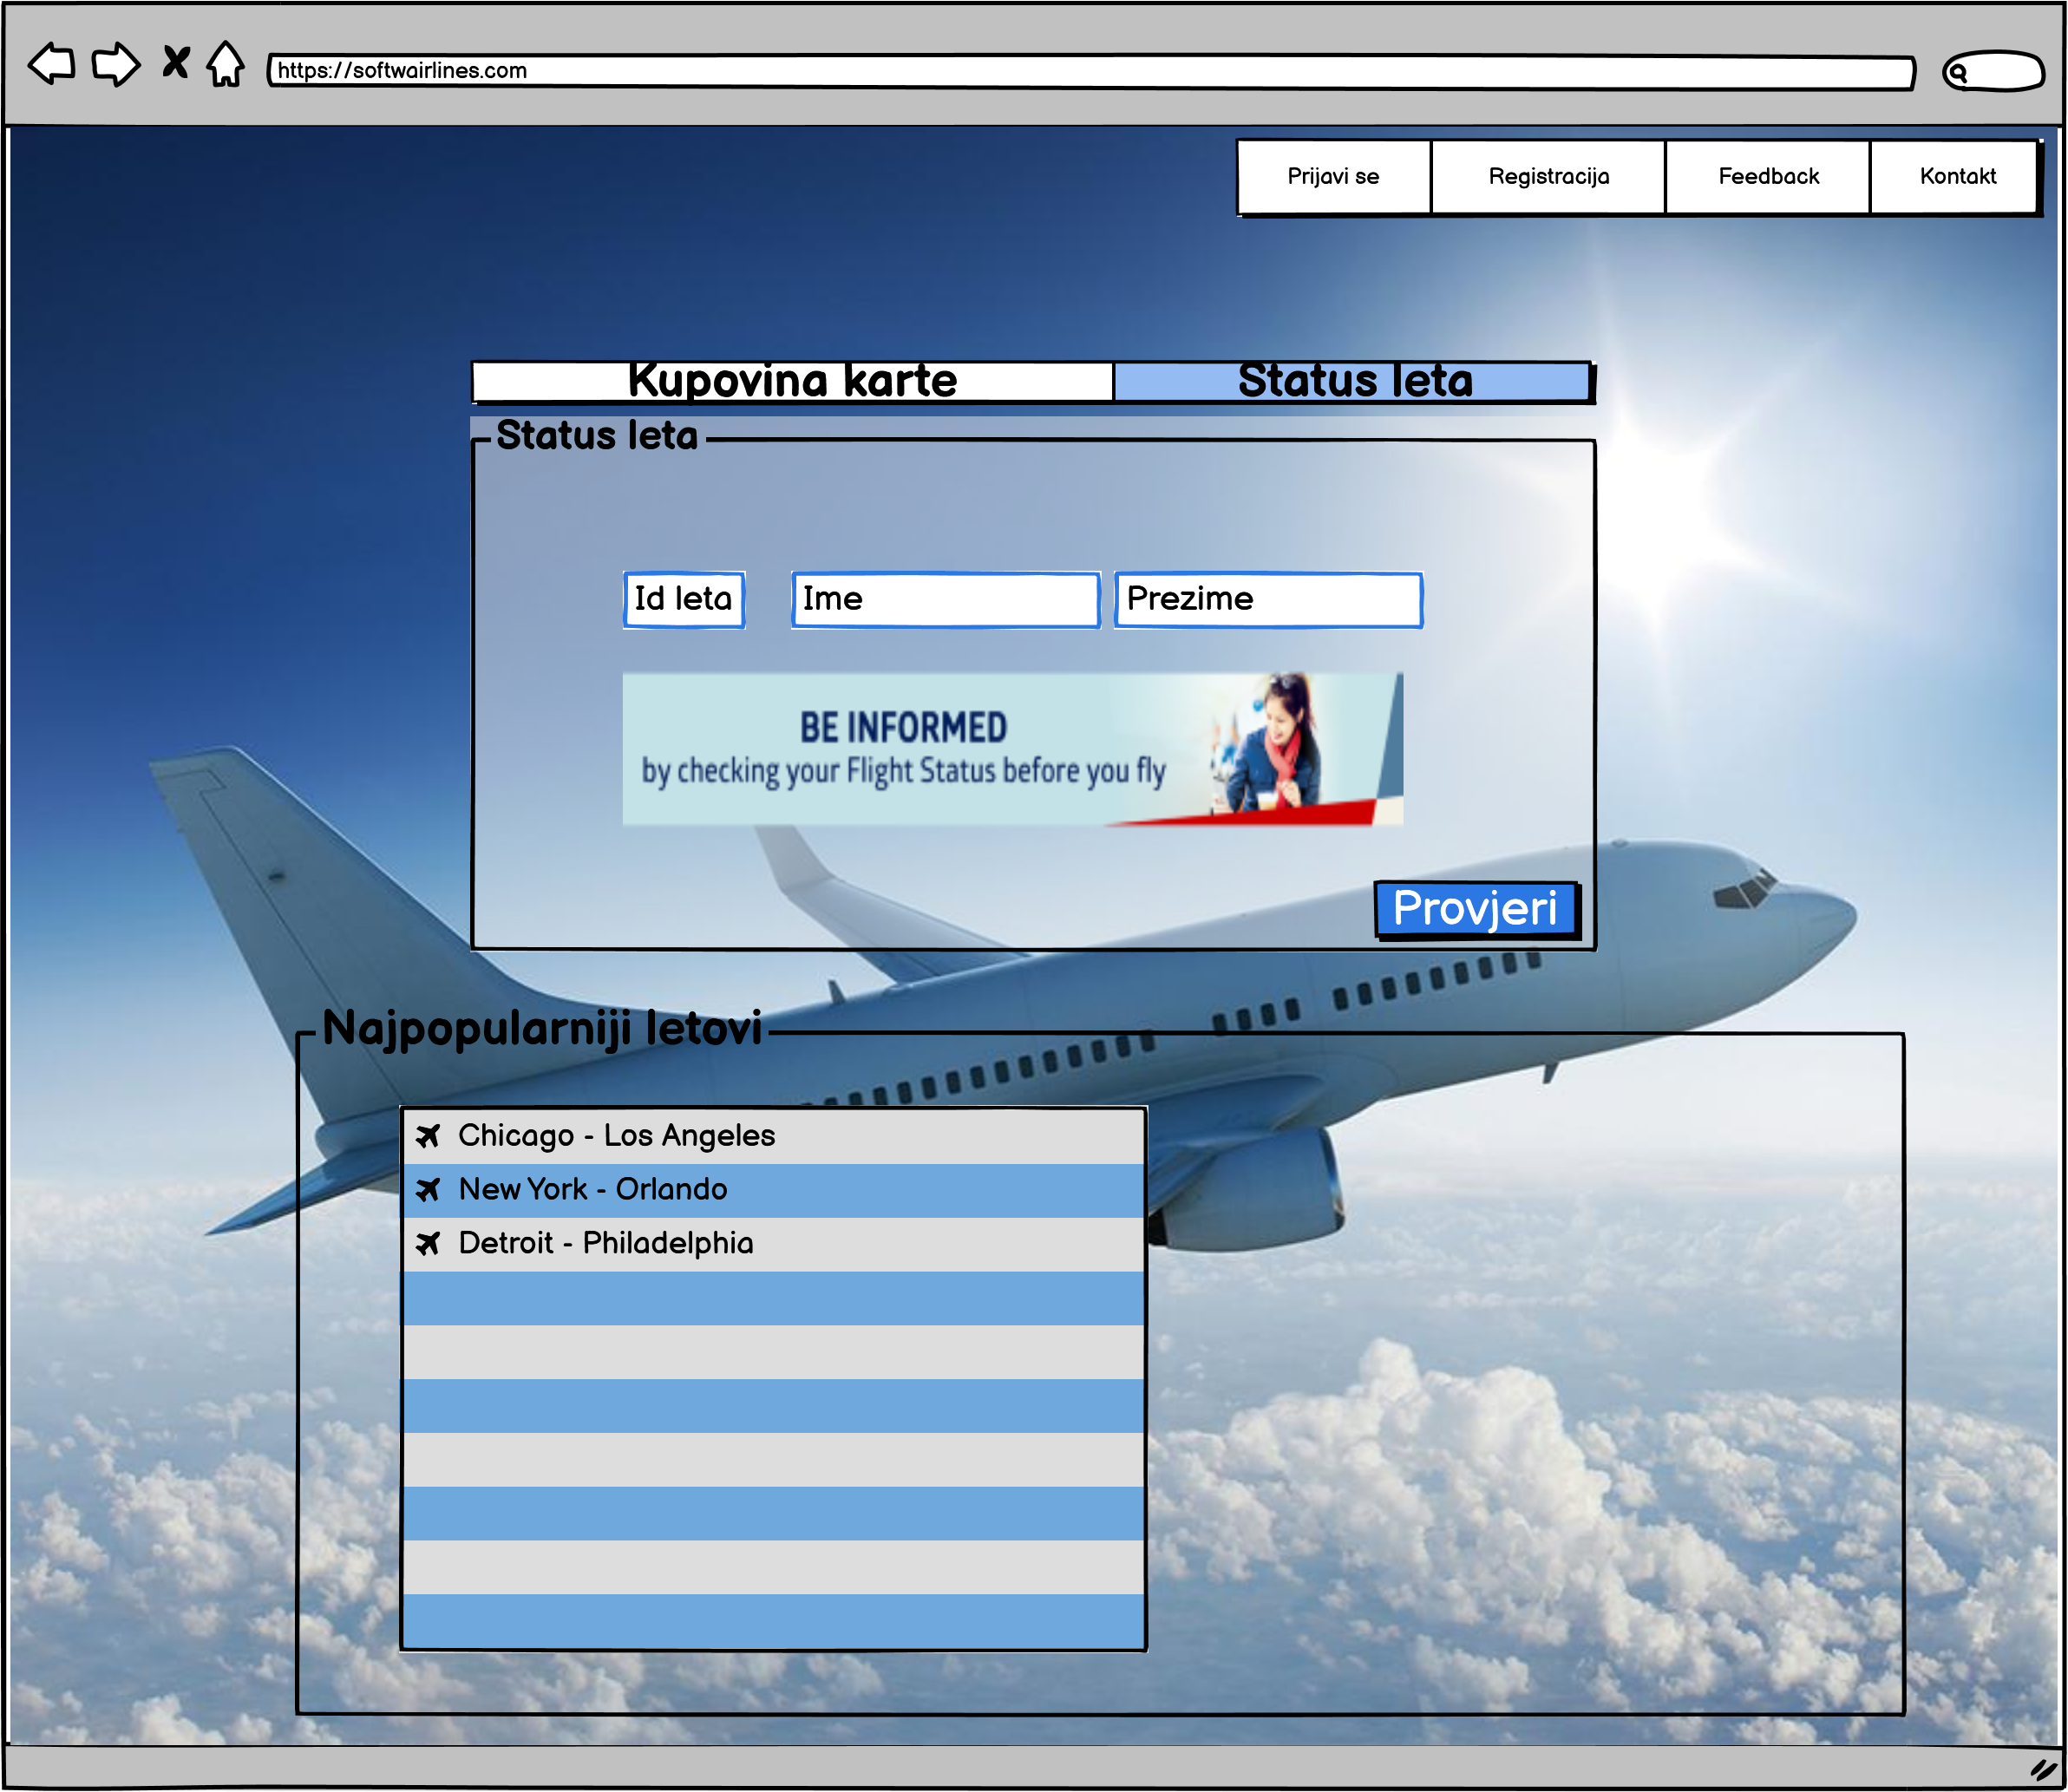 https://softwairlines.com
Prijavi se
Registracija
Feedback
Kontakt
Kupovina karte
Status leta
Status leta
Id leta
Ime
Prezime
BE INFORMED
by checking your Flight Status before you fly
Provjeri
Najpopularniji letovi
Chicago - Los Angeles
New York - Orlando
Detroit - Philadelphia